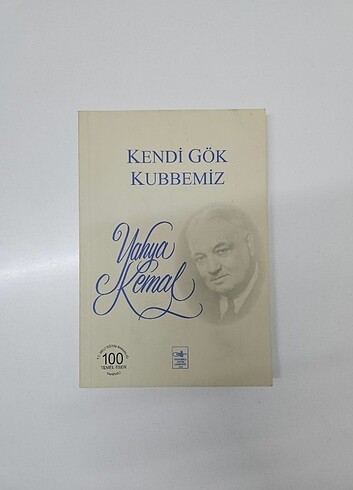 KENDİ GÖK
KUBBEMİZ
Yahya
Kemal
100
TEMEL ESER